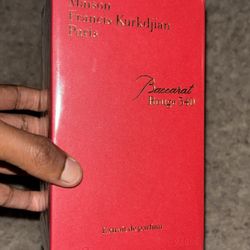 Maison
Francis Kurkdjian
Paris
Baccarat
Rouge 540
Extrait de parfum